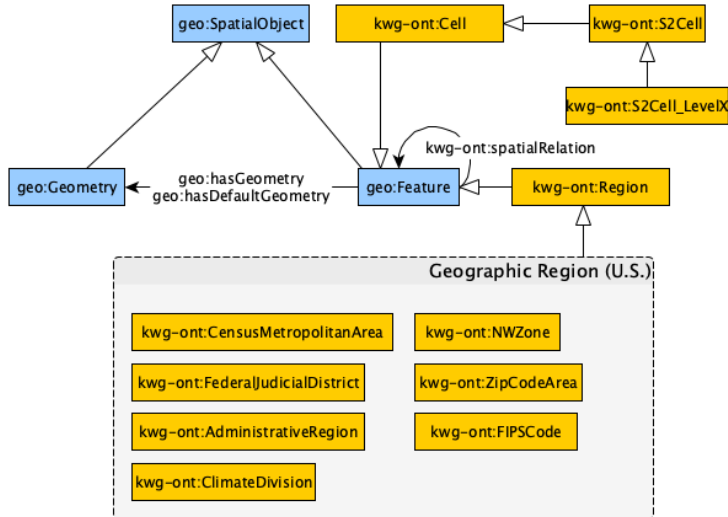 geo:SpatialObject
kwg-ont:Cell
kwg-ont:S2Cell
kwg-ont:S2Cell_LevelX
kwg-ont:spatialRelation
geo:Geometry
geo:hasGeometry
geo:hasDefaultGeometry
geo:Feature
kwg-ont:Region
Geographic Region (U.S.)
kwg-ont:CensusMetropolitanArea
kwg-ont:NWZone
kwg-ont:FederalJudicialDistrict
kwg-ont:ZipCodeArea
kwg-ont:AdministrativeRegion
kwg-ont:FIPSCode
kwg-ont:ClimateDivision